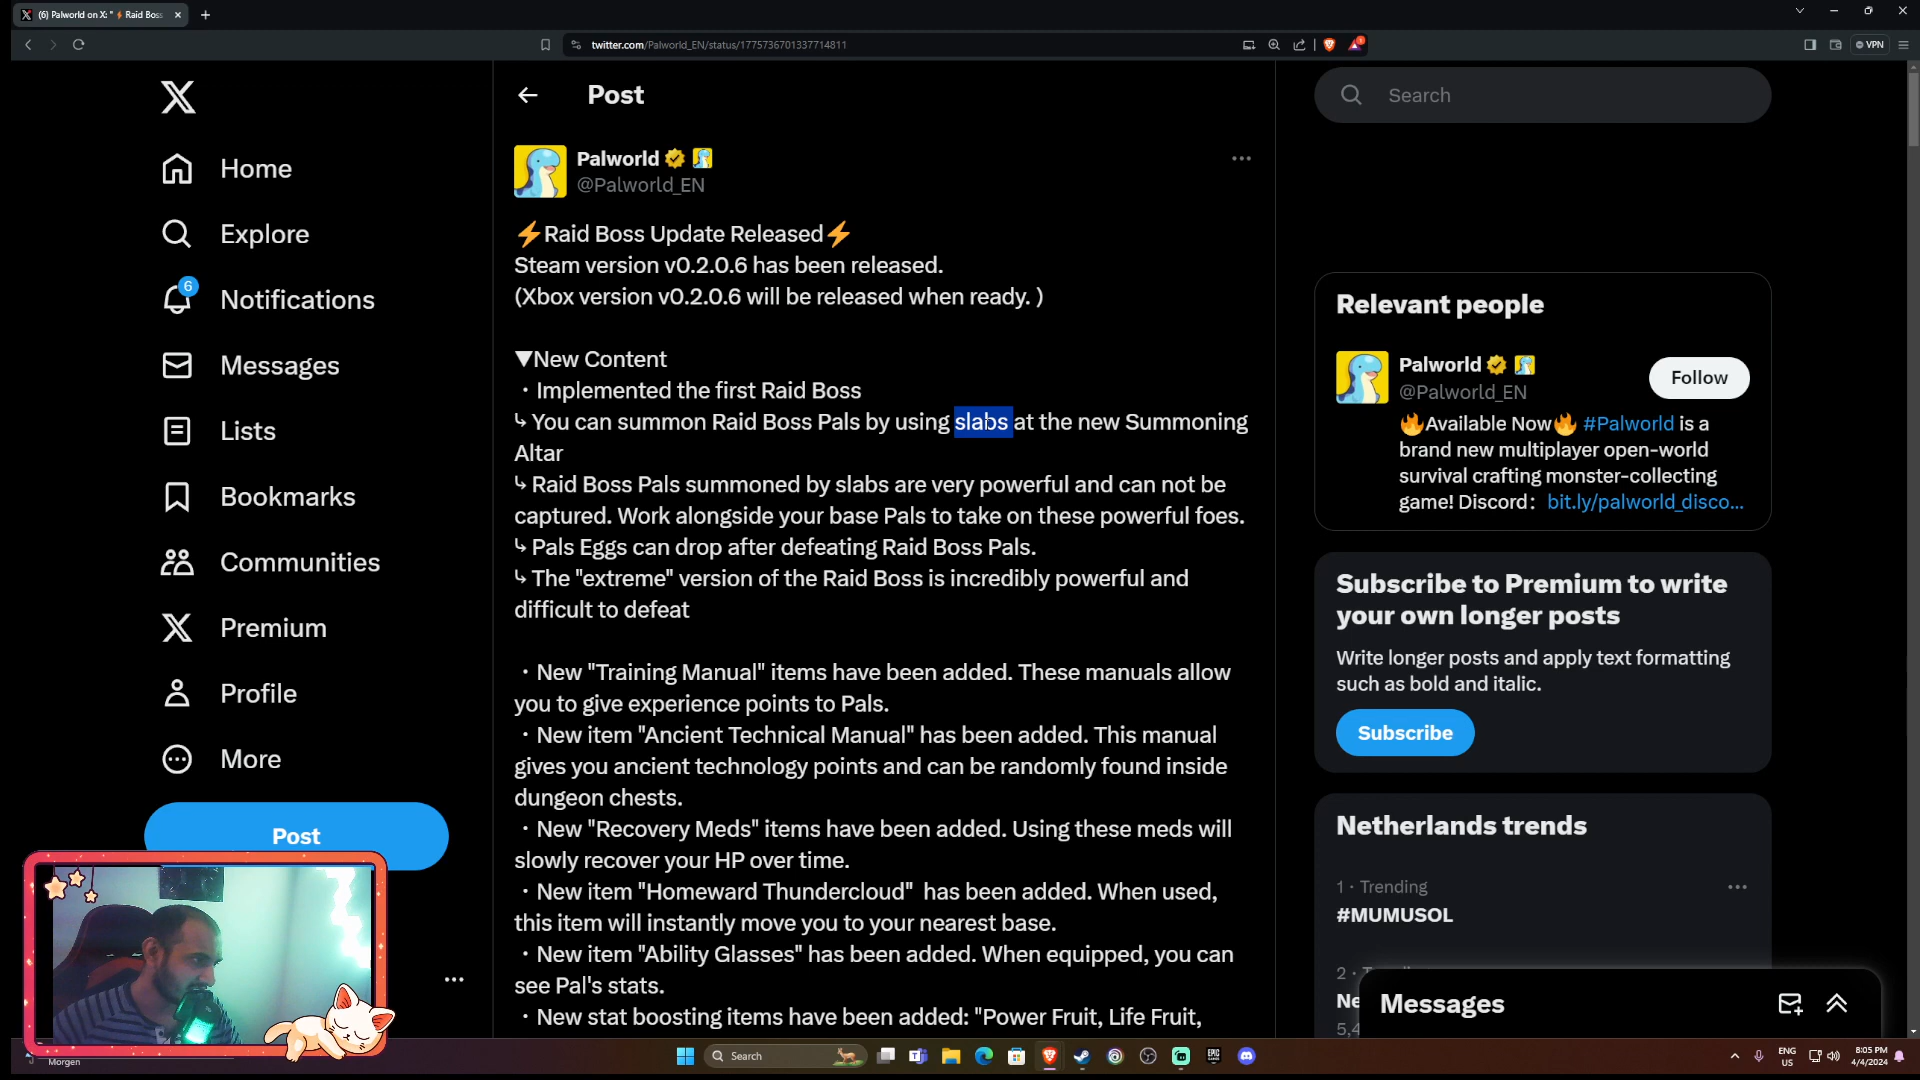 (6) Palworld on X: "⚡Raid Boss
twitter.com/Palworld_EN/status/1775736701337714811
VPN
Home
Explore
6
Notifications
Messages
Lists
Bookmarks
Communities
Premium
Profile
More
Post
Post
Palworld
@Palworld_EN
⚡Raid Boss Update Released⚡
Steam version v0.2.0.6 has been released.
(Xbox version v0.2.0.6 will be released when ready. )
▼New Content
・Implemented the first Raid Boss
↳ You can summon Raid Boss Pals by using slabs at the new Summoning
Altar
↳ Raid Boss Pals summoned by slabs are very powerful and can not be
captured. Work alongside your base Pals to take on these powerful foes.
↳ Pals Eggs can drop after defeating Raid Boss Pals.
↳ The "extreme" version of the Raid Boss is incredibly powerful and
difficult to defeat
・New "Training Manual" items have been added. These manuals allow
you to give experience points to Pals.
・New item "Ancient Technical Manual" has been added. This manual
gives you ancient technology points and can be randomly found inside
dungeon chests.
・New "Recovery Meds" items have been added. Using these meds will
slowly recover your HP over time.
・New item "Homeward Thundercloud"  has been added. When used,
this item will instantly move you to your nearest base.
・New item "Ability Glasses" has been added. When equipped, you can
see Pal's stats.
・New stat boosting items have been added: "Power Fruit, Life Fruit,
Search
Relevant people
Palworld
@Palworld_EN
Follow
🔥Available Now🔥 #Palworld is a
brand new multiplayer open-world
survival crafting monster-collecting
game! Discord： bit.ly/palworld_disco...
Subscribe to Premium to write
your own longer posts
Write longer posts and apply text formatting
such as bold and italic.
Subscribe
Netherlands trends
1 · Trending
#MUMUSOL
2 ·
Ne
5,4
Messages
Morgen
Search
ENG
US
8:05 PM
4/4/2024